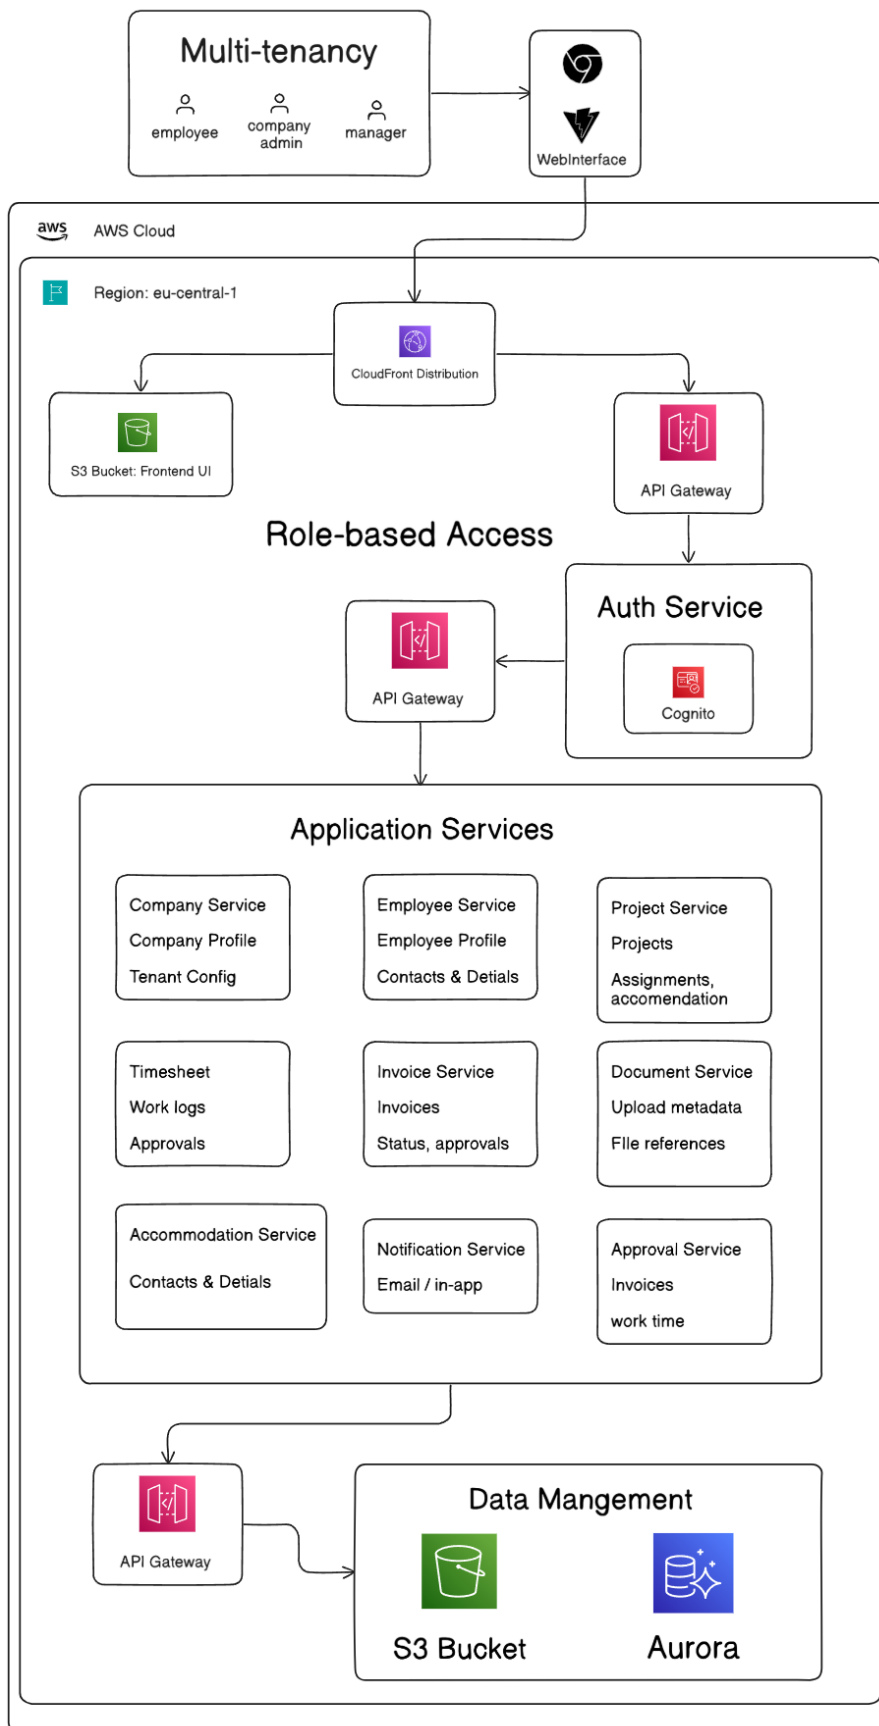 Multi-tenancy
employee
company
admin
manager
WebInterface
aws
AWS Cloud
Region: eu-central-1
CloudFront Distribution
S3 Bucket: Frontend UI
API Gateway
Role-based Access
Auth Service
Cognito
API Gateway
Application Services
Company Service
Company Profile
Tenant Config
Employee Service
Employee Profile
Contacts & Detials
Project Service
Projects
Assignments,
accomendation
Timesheet
Work logs
Approvals
Invoice Service
Invoices
Status, approvals
Document Service
Upload metadata
FIle references
Accommodation Service
Contacts & Detials
Notification Service
Email / in-app
Approval Service
Invoices
work time
API Gateway
Data Mangement
S3 Bucket
Aurora